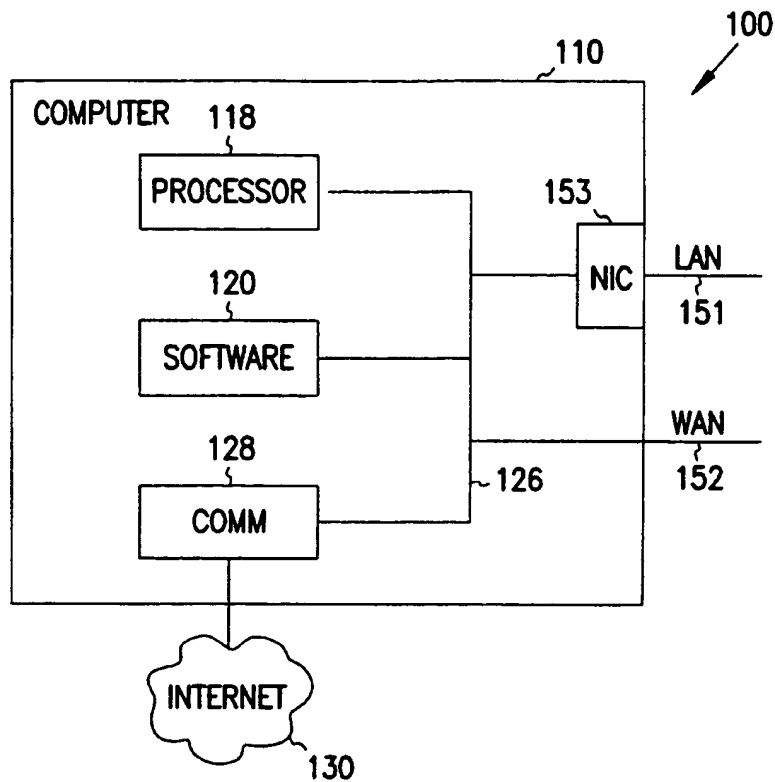 100
110
COMPUTER
118
PROCESSOR
153
NIC
LAN
151
120
SOFTWARE
WAN
152
128
COMM
126
INTERNET
130